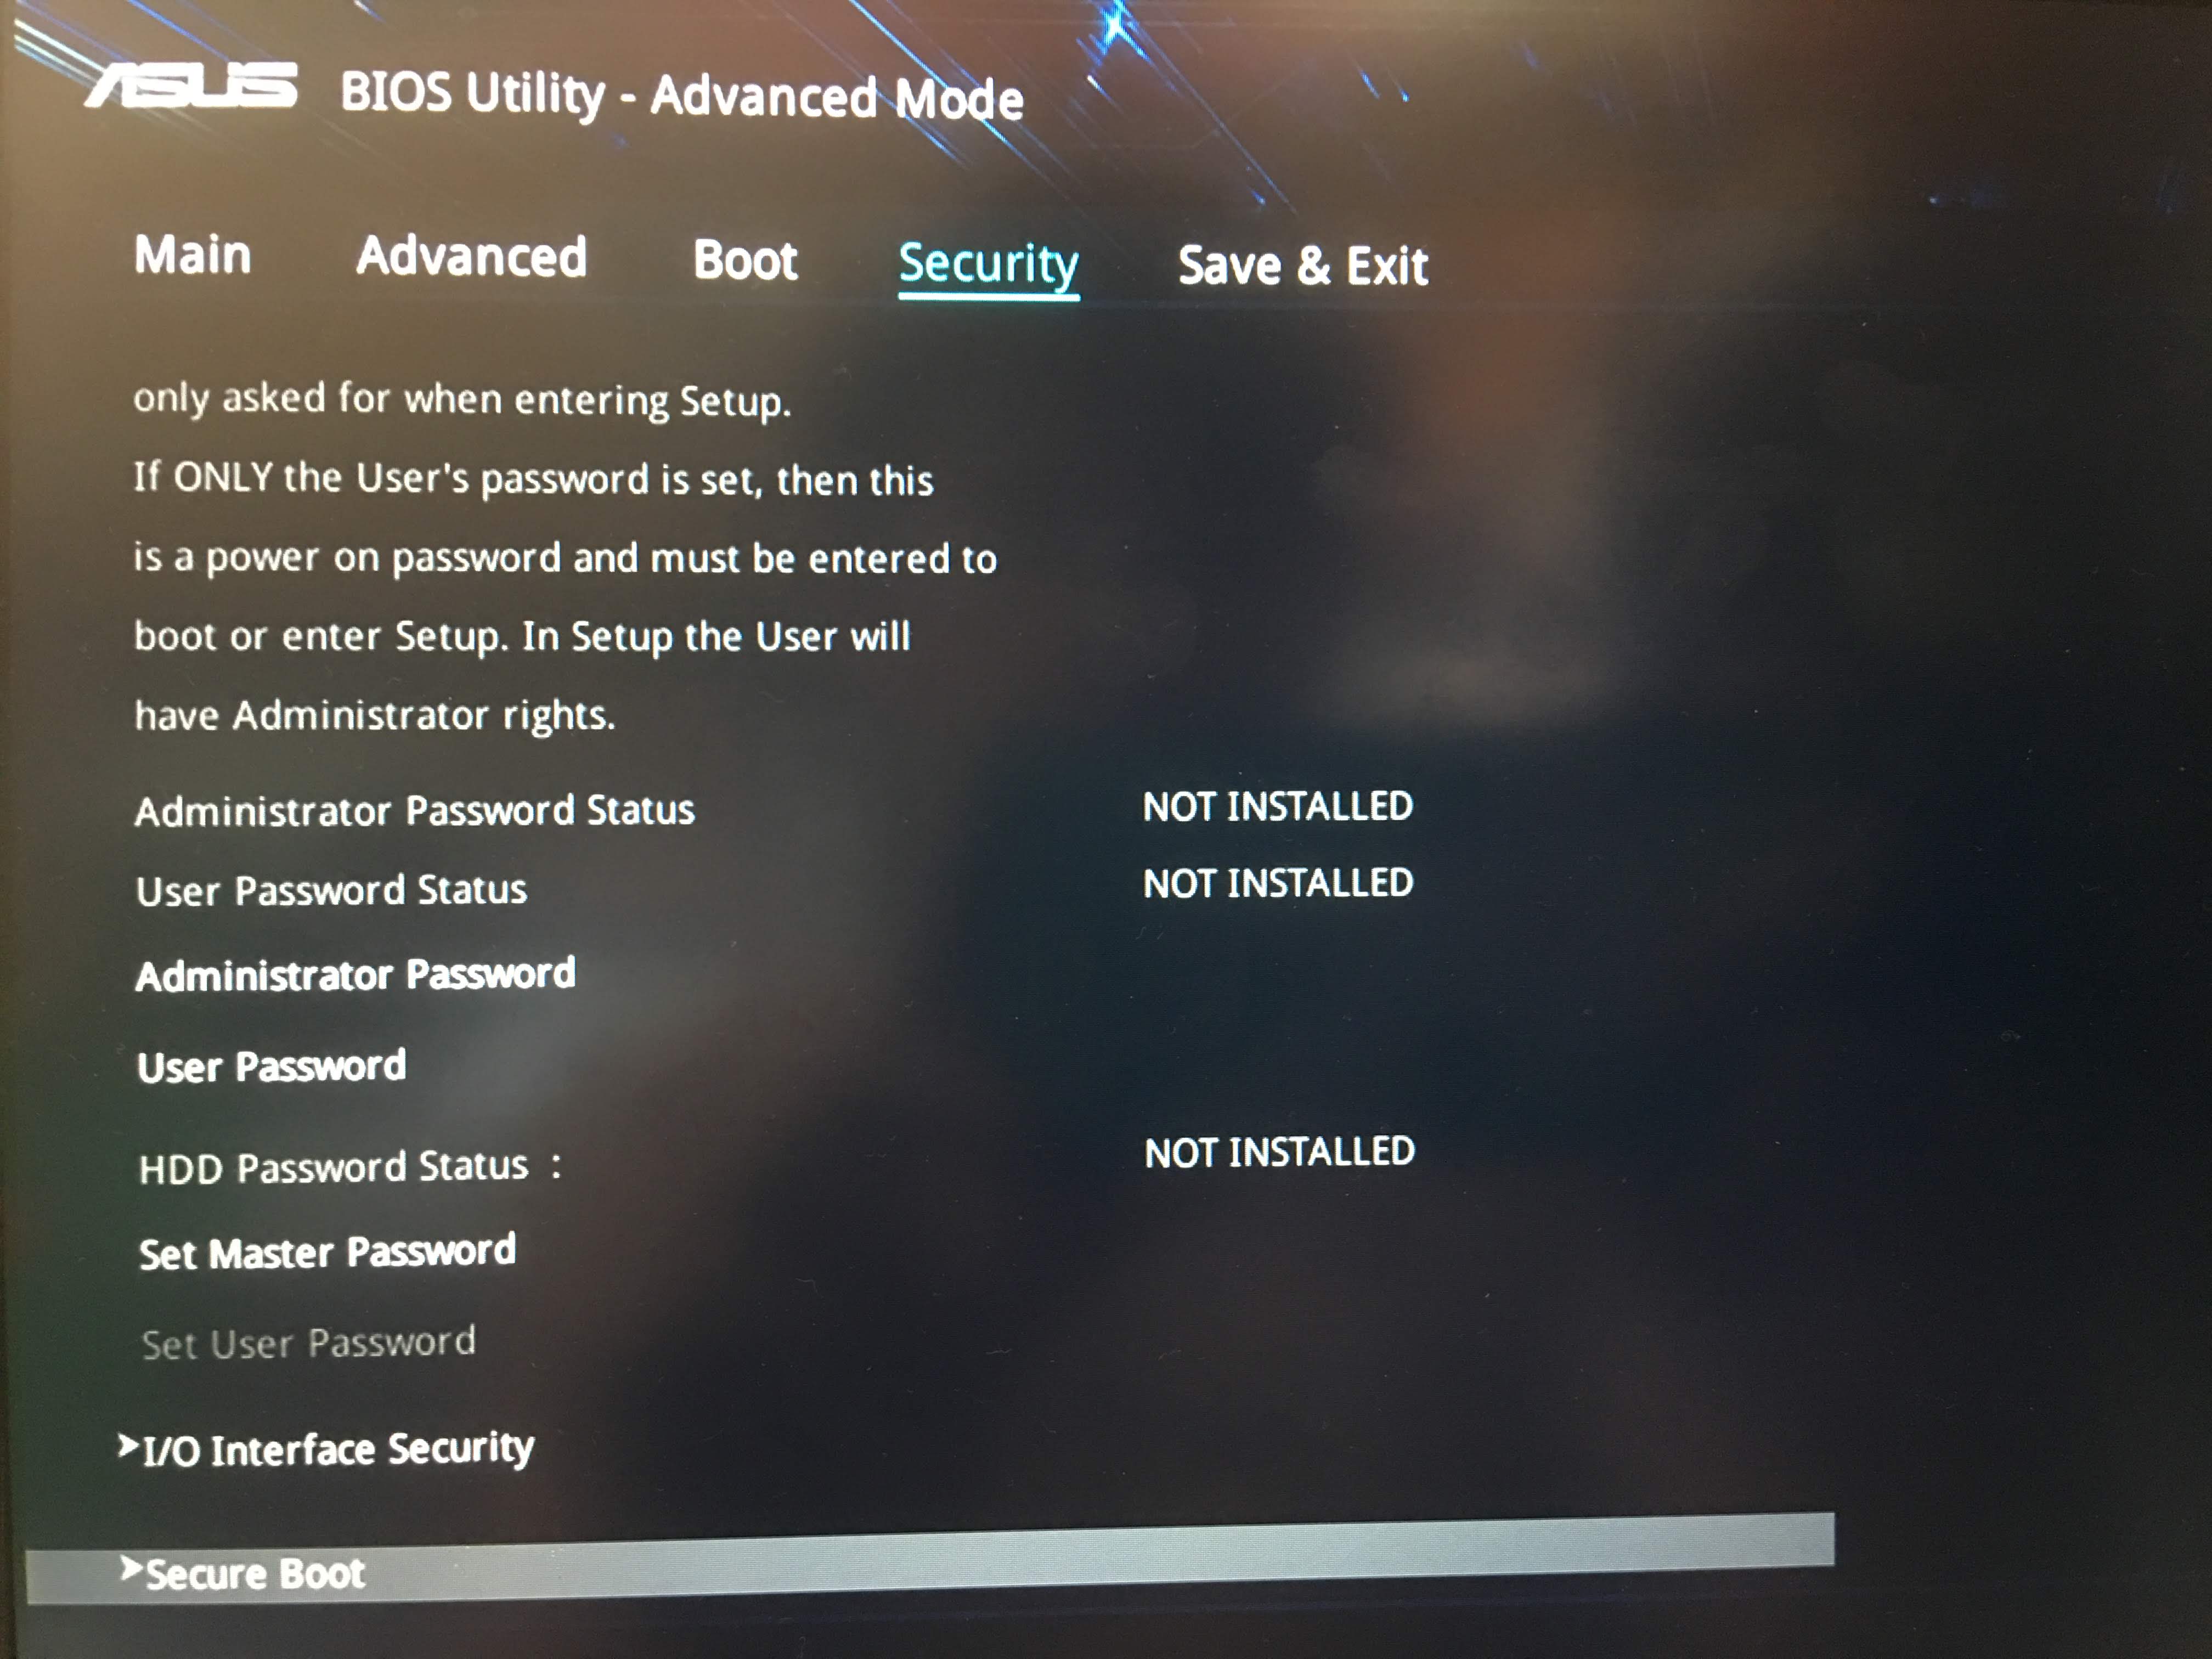 ASUS BIOS Utility - Advanced Mode
Main Advanced Boot Security Save & Exit
only asked for when entering Setup.
If ONLY the User's password is set, then this
is a power on password and must be entered to
boot or enter Setup. In Setup the User will
have Administrator rights.
Administrator Password Status NOT INSTALLED
User Password Status NOT INSTALLED
Administrator Password
User Password
HDD Password Status : NOT INSTALLED
Set Master Password
Set User Password
➤I/O Interface Security
➤Secure Boot